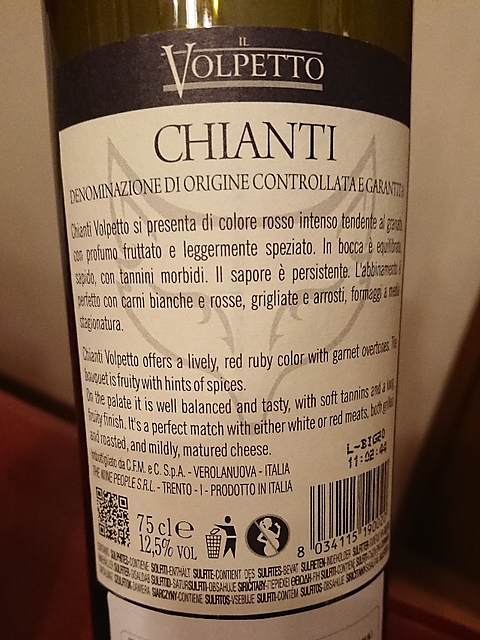 IL
VOLPETTO
CHIANTI
DENOMINAZIONE DI ORIGINE CONTROLLATA E GARANTITA
Chianti Volpetto si presenta di colore rosso intenso tendente al granato
con profumo fruttato e leggermente speziato. In bocca è equilibrato,
sapido, con tannini morbidi. Il sapore è persistente. L'abbinamento è
perfetto con carni bianche e rosse, grigliate e arrosti, formaggi a media
stagionatura.
Chianti Volpetto offers a lively, red ruby color with garnet overtones. The
bouquet is fruity with hints of spices.
On the palate it is well balanced and tasty, with soft tannins and a long,
fruity finish. It's a perfect match with either white or red meats, both grilled
and roasted, and mildly, matured cheese.
Imbottigliato da C.F.M. e C. S.p.A. - VEROLANUOVA - ITALIA
THE WINE PEOPLE S.R.L. - TRENTO - I - PRODOTTO IN ITALIA
L-BIG20
11:02:44
75 cl e
12,5% VOL
8 034115 1900